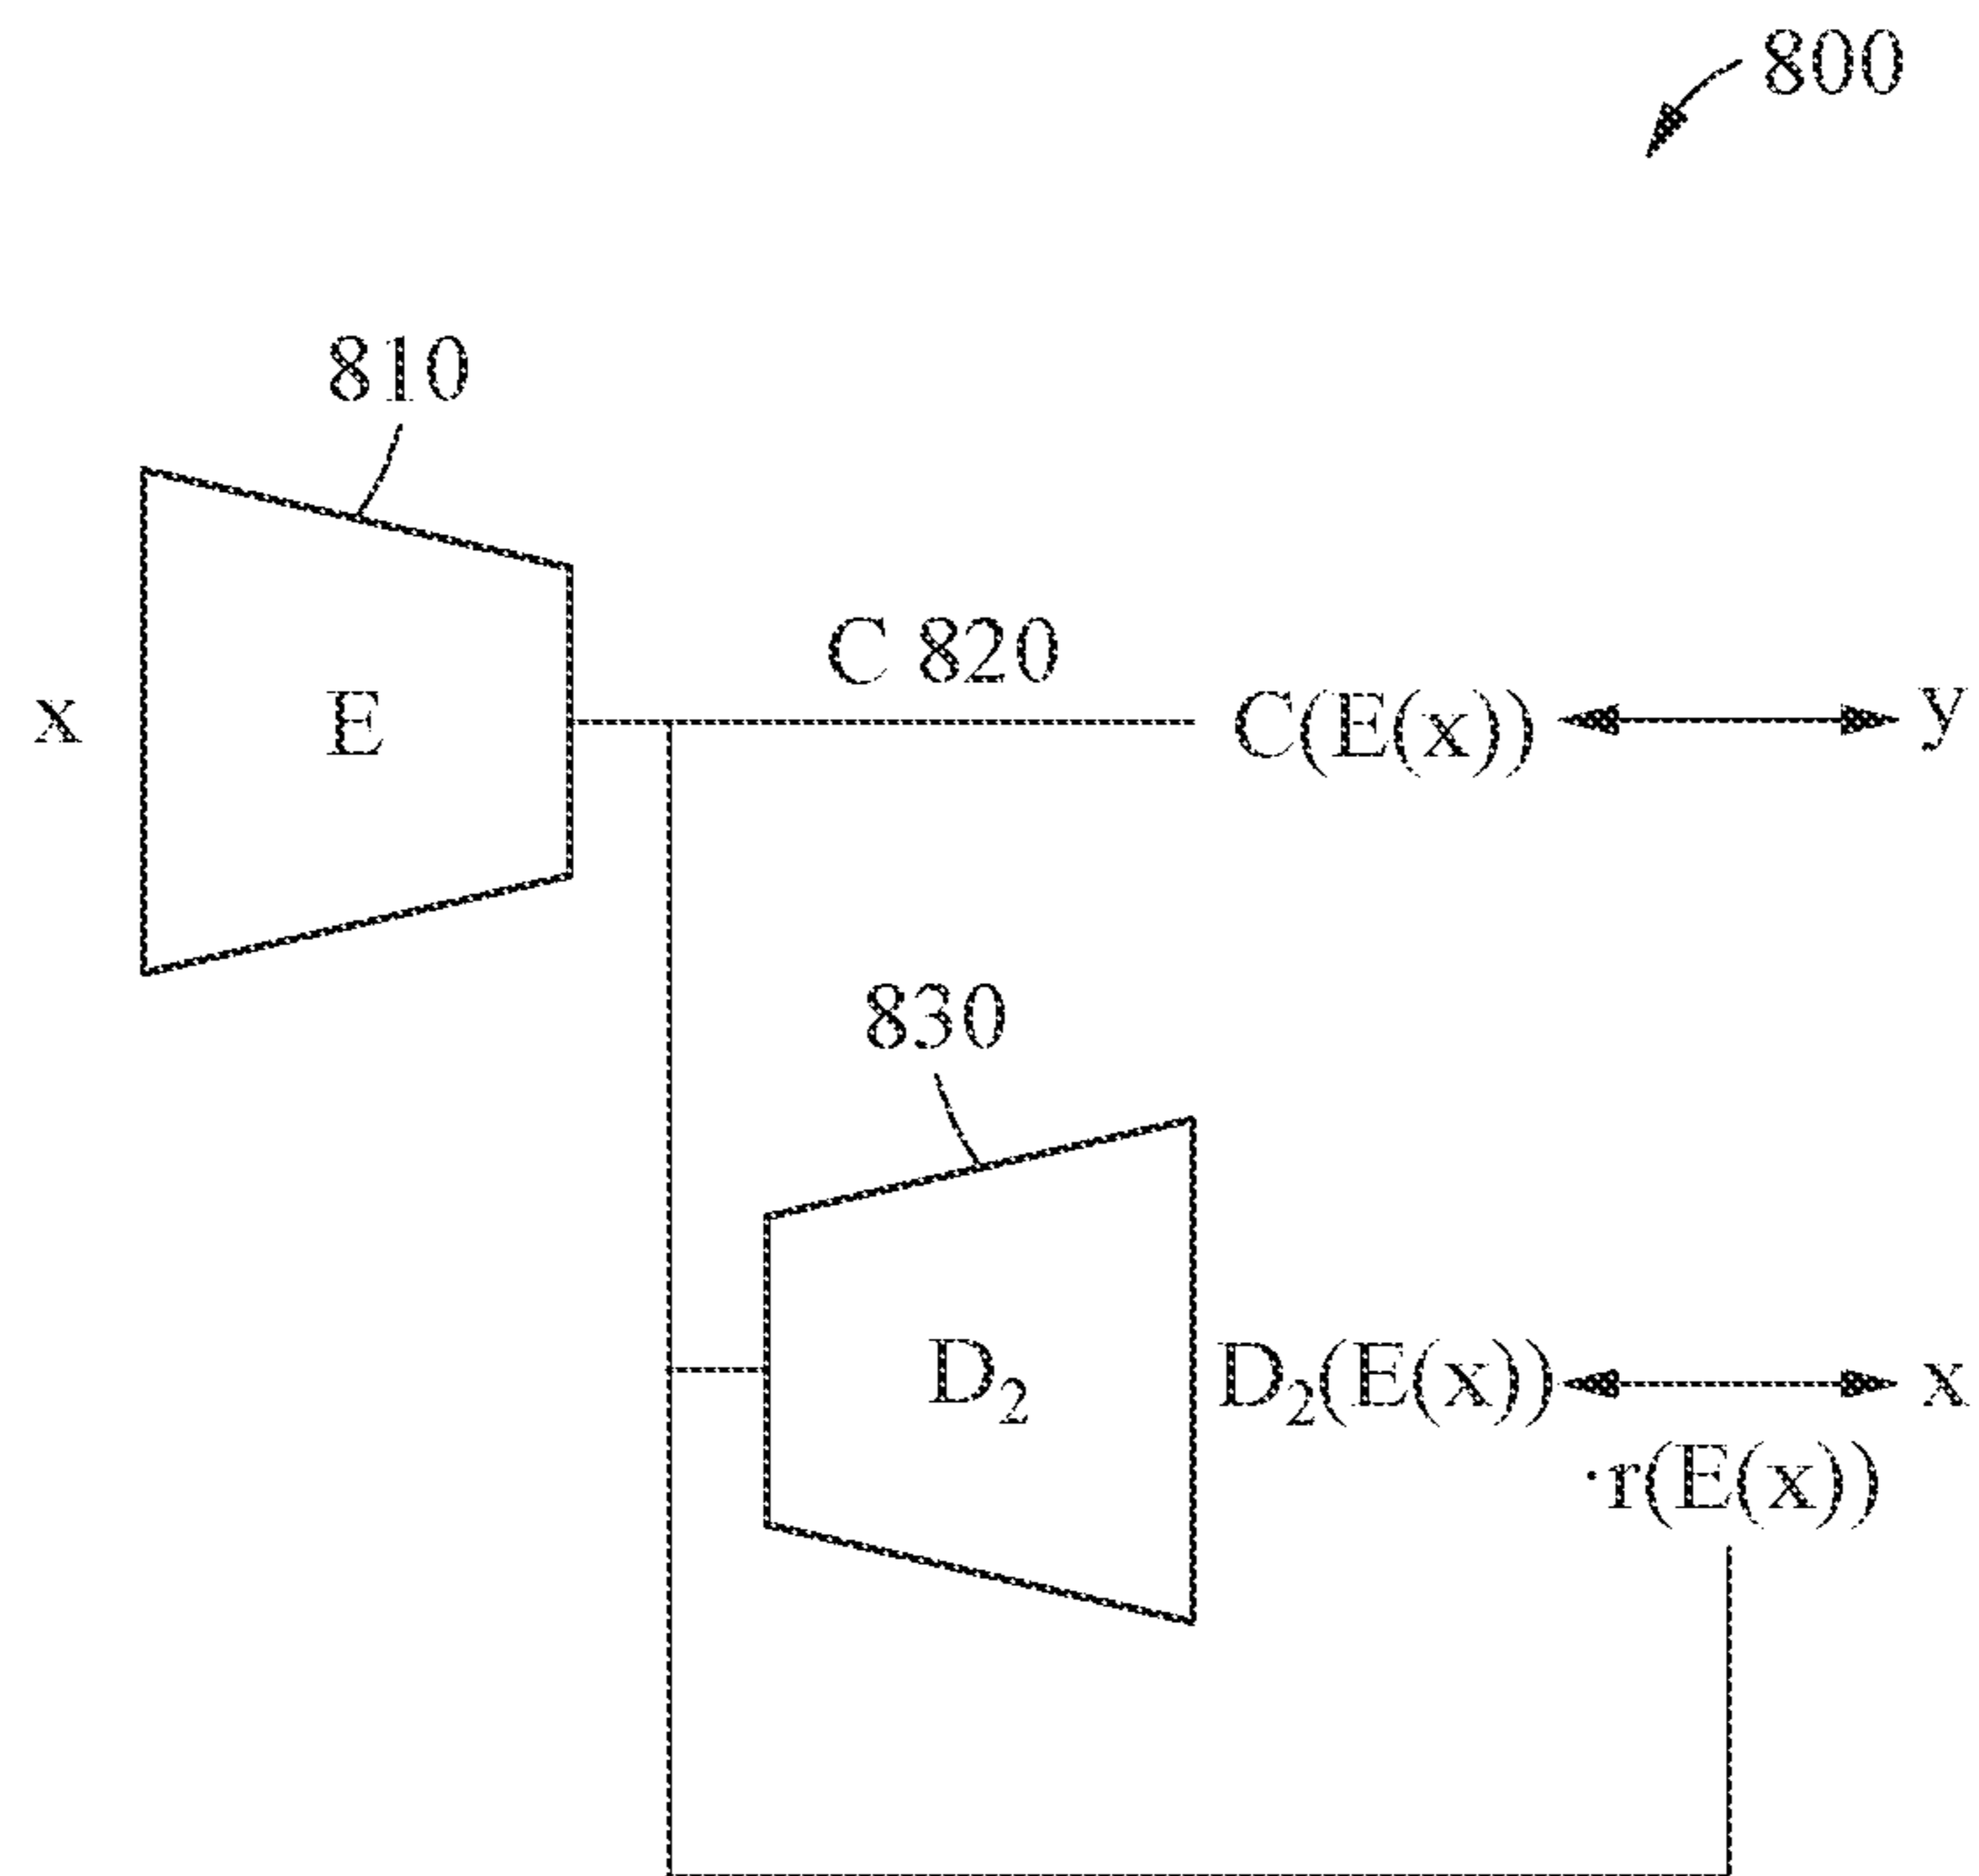 800
810
C 820
x
E
C(E(x))
y
830
D₂
D₂(E(x))
x
·r(E(x))